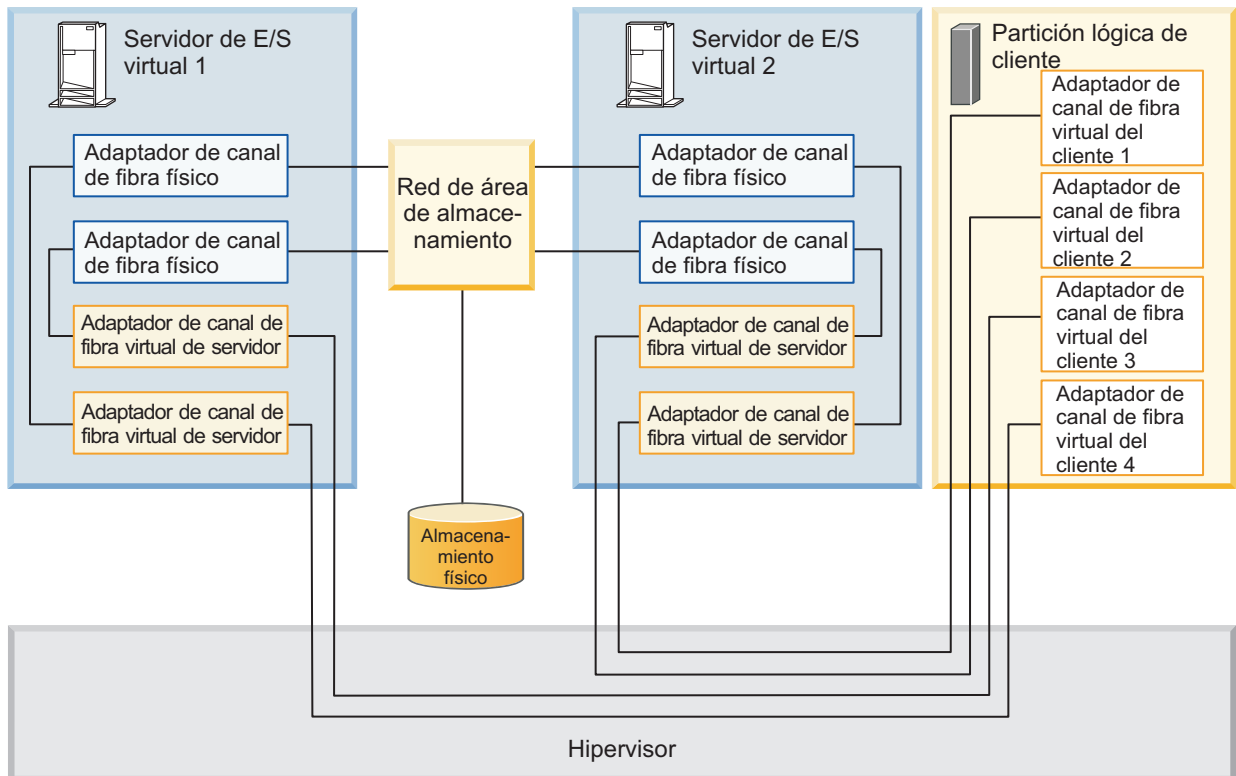 Servidor de E/S
virtual 1
Adaptador de canal
de fibra físico
Adaptador de canal
de fibra físico
Adaptador de canal de
fibra virtual de servidor
Adaptador de canal de
fibra virtual de servidor
Red de área
de almace-
namiento
Almacena-
miento
físico
Servidor de E/S
virtual 2
Adaptador de canal
de fibra físico
Adaptador de canal
de fibra físico
Adaptador de canal de
fibra virtual de servidor
Adaptador de canal de
fibra virtual de servidor
Partición lógica de
cliente
Adaptador de
canal de fibra
virtual del
cliente 1
Adaptador de
canal de fibra
virtual del
cliente 2
Adaptador de
canal de fibra
virtual del
cliente 3
Adaptador de
canal de fibra
virtual del
cliente 4
Hipervisor